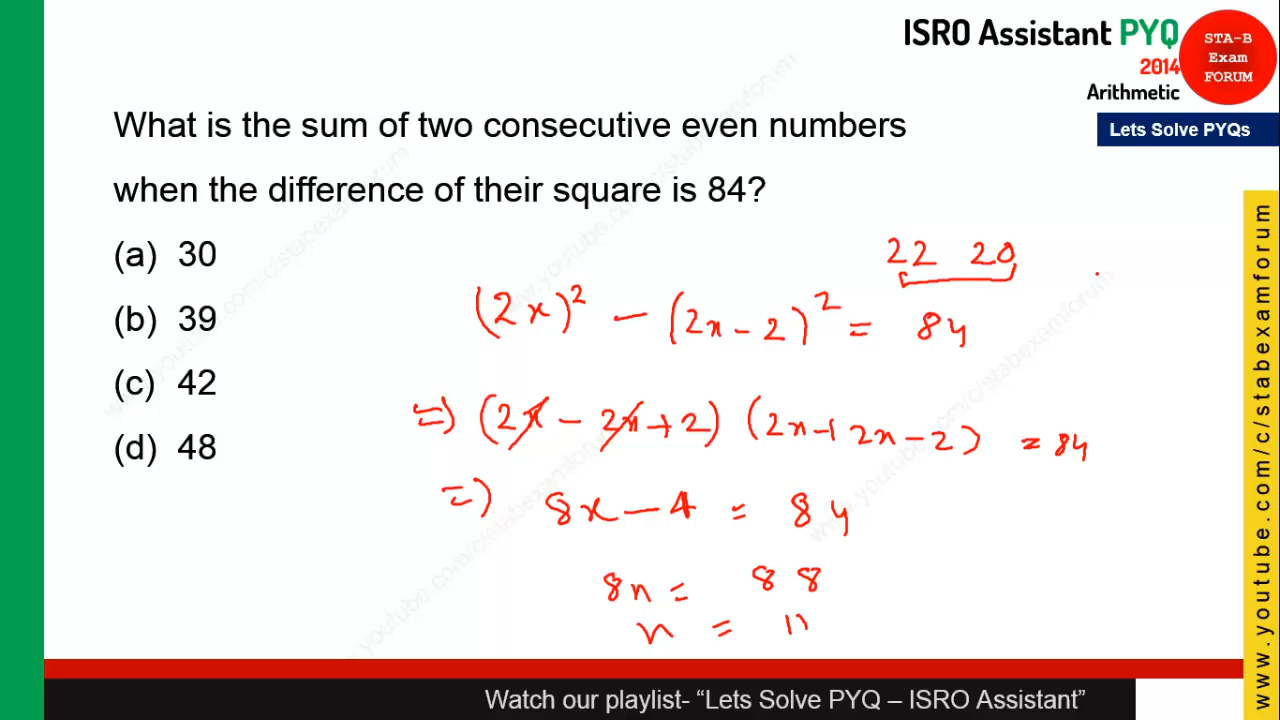 ISRO Assistant PYQ
2014
Arithmetic
STA-B
Exam
FORUM
Lets Solve PYQs
What is the sum of two consecutive even numbers
when the difference of their square is 84?
(a) 30
(b) 39
(c) 42
(d) 48
22 20
(2x)² - (2x-2)² = 84
=) (2x - 2x + 2) (2x + 2x - 2) = 84
=) 8x - 4 = 84
8x = 88
x = 11
www.youtube.com/c/stabexamforum
Watch our playlist- “Lets Solve PYQ – ISRO Assistant”